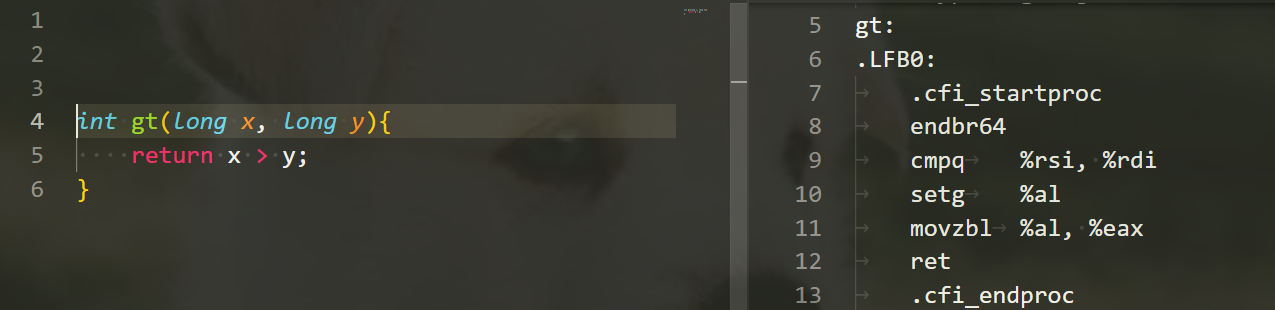 1
2
3
4 int gt(long x, long y){
5 return x > y;
6 }
5 gt:
6 .LFB0:
7 .cfi_startproc
8 endbr64
9 cmpq %rsi, %rdi
10 setg %al
11 movzbl %al, %eax
12 ret
13 .cfi_endproc